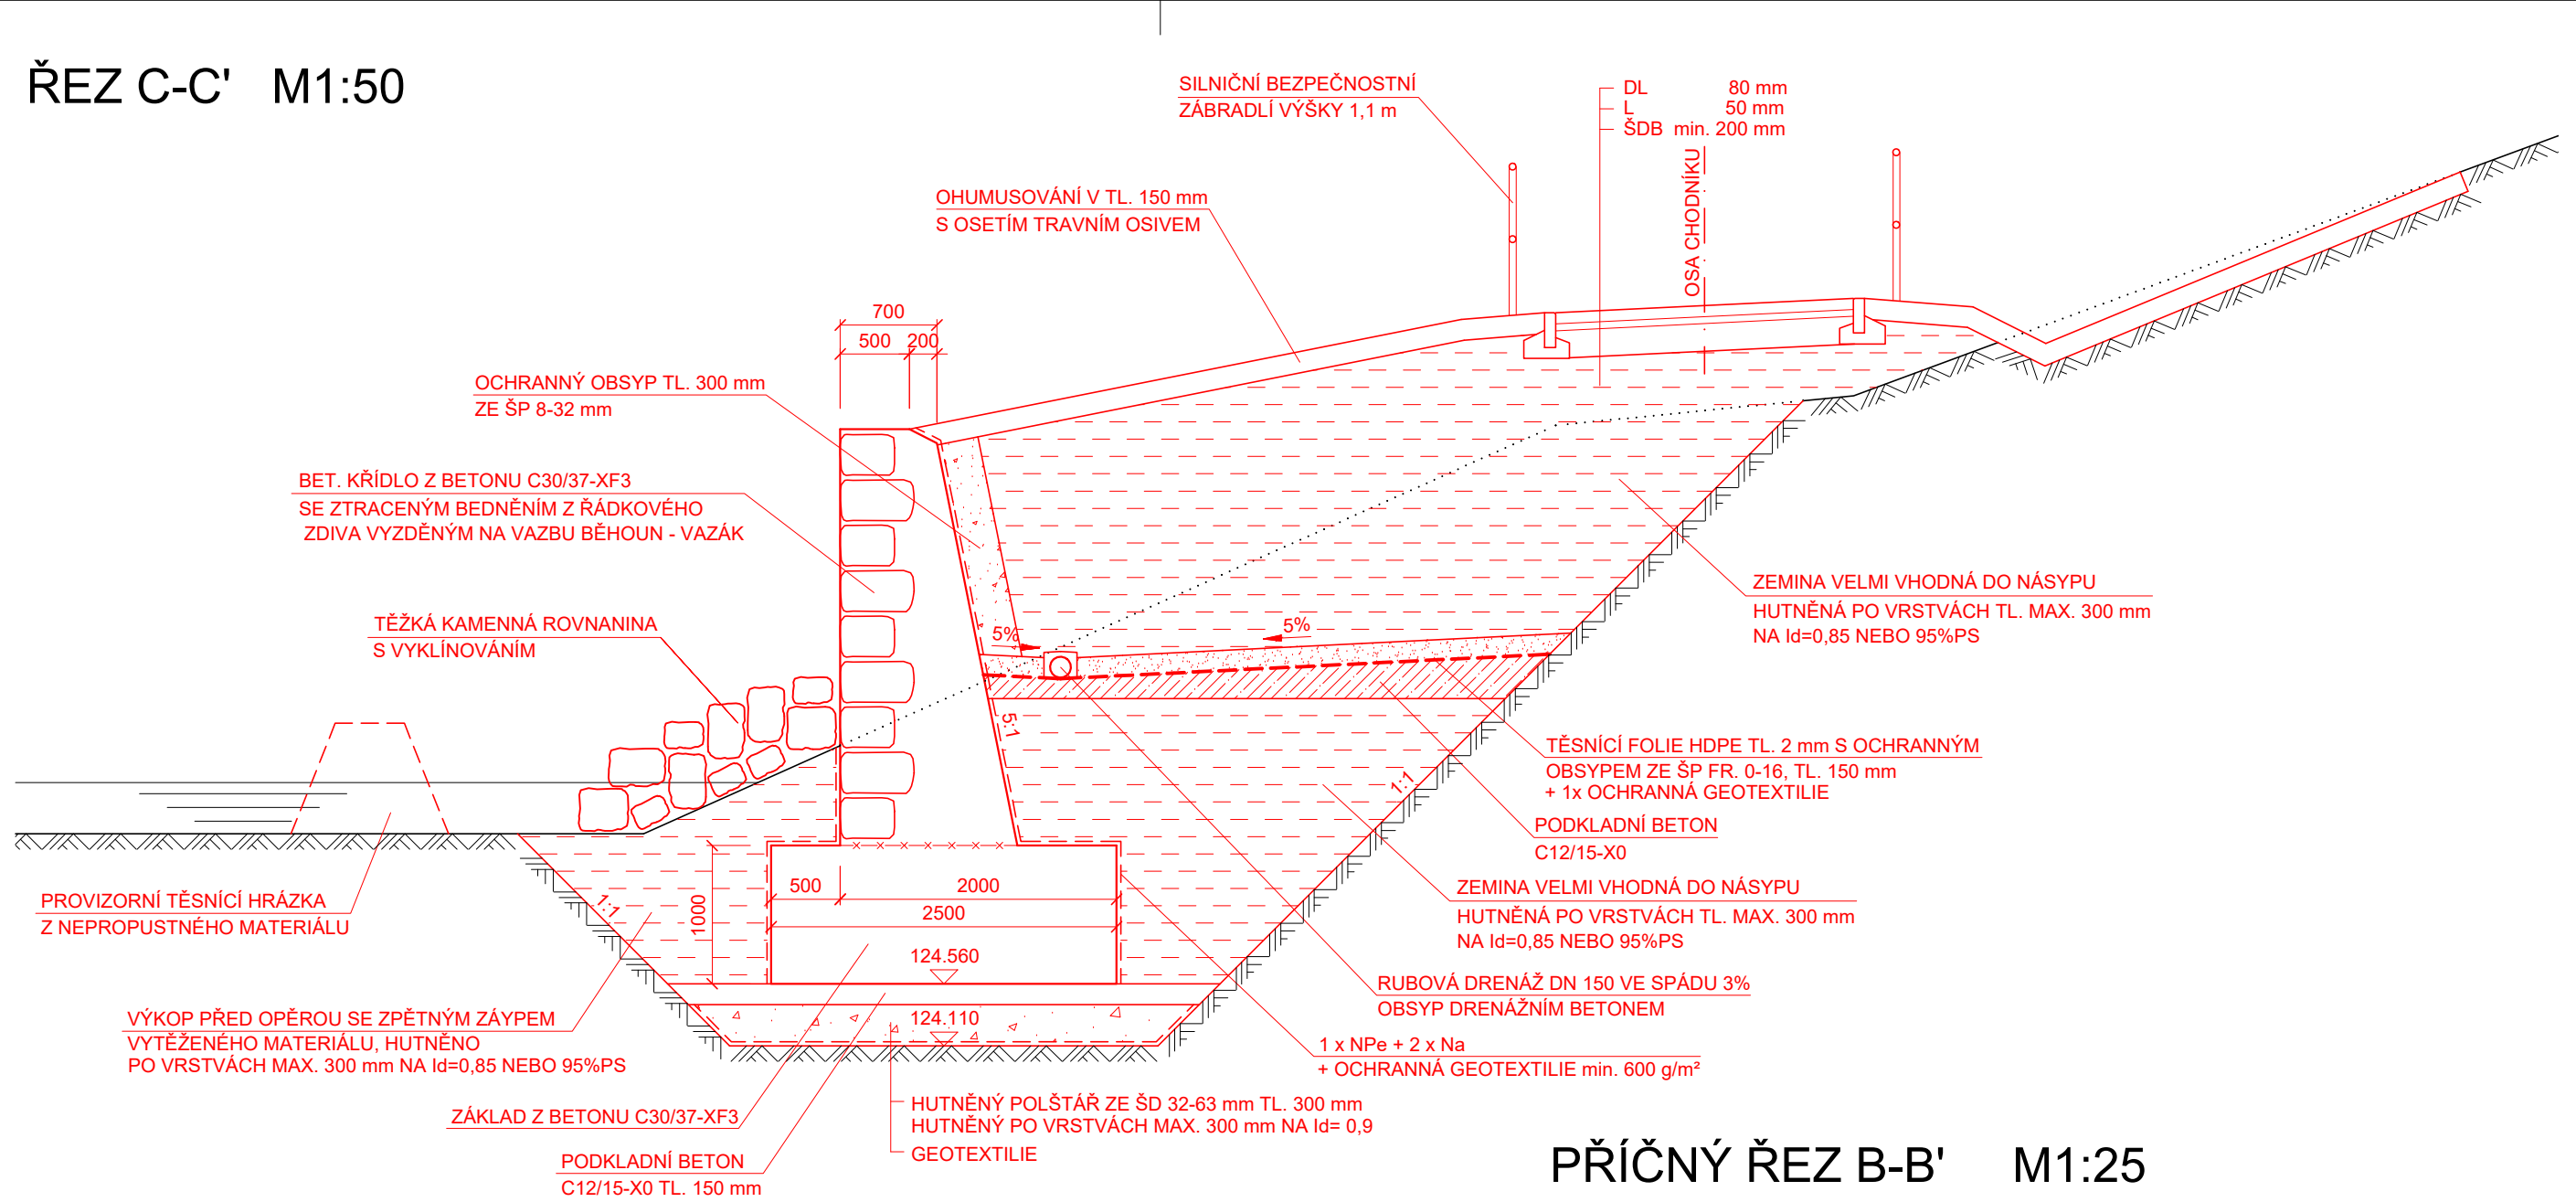 ŘEZ C-C' M1:50
SILNIČNÍ BEZPEČNOSTNÍ
ZÁBRADLÍ VÝŠKY 1,1 m
DL 80 mm
L 50 mm
ŠDB min. 200 mm
OSA CHODNÍKU
OHUMUSOVÁNÍ V TL. 150 mm
S OSETÍM TRAVNÍM OSIVEM
700
500 200
OCHRANNÝ OBSYP TL. 300 mm
ZE ŠP 8-32 mm
BET. KŘÍDLO Z BETONU C30/37-XF3
SE ZTRACENÝM BEDNĚNÍM Z ŘÁDKOVÉHO
ZDIVA VYZDĚNÝM NA VAZBU BĚHOUN - VAZÁK
TĚŽKÁ KAMENNÁ ROVNANINA
S VYKLÍNOVÁNÍM
5%
5%
ZEMINA VELMI VHODNÁ DO NÁSYPU
HUTNĚNÁ PO VRSTVÁCH TL. MAX. 300 mm
NA Id=0,85 NEBO 95%PS
5:1
1:1
TĚSNÍCÍ FOLIE HDPE TL. 2 mm S OCHRANNÝM
OBSYPEM ZE ŠP FR. 0-16, TL. 150 mm
+ 1x OCHRANNÁ GEOTEXTILIE
PODKLADNÍ BETON
C12/15-X0
PROVIZORNÍ TĚSNÍCÍ HRÁZKA
Z NEPROPUSTNÉHO MATERIÁLU
1:1
1000
500 2000
2500
124.560
124.110
ZEMINA VELMI VHODNÁ DO NÁSYPU
HUTNĚNÁ PO VRSTVÁCH TL. MAX. 300 mm
NA Id=0,85 NEBO 95%PS
RUBOVÁ DRENÁŽ DN 150 VE SPÁDU 3%
OBSYP DRENÁŽNÍM BETONEM
VÝKOP PŘED OPĚROU SE ZPĚTNÝM ZÁYPEM
VYTĚŽENÉHO MATERIÁLU, HUTNĚNO
PO VRSTVÁCH MAX. 300 mm NA Id=0,85 NEBO 95%PS
1 x NPe + 2 x Na
+ OCHRANNÁ GEOTEXTILIE min. 600 g/m²
ZÁKLAD Z BETONU C30/37-XF3
HUTNĚNÝ POLŠTÁŘ ZE ŠD 32-63 mm TL. 300 mm
HUTNĚNÝ PO VRSTVÁCH MAX. 300 mm NA Id= 0,9
GEOTEXTILIE
PODKLADNÍ BETON
C12/15-X0 TL. 150 mm
PŘÍČNÝ ŘEZ B-B' M1:25